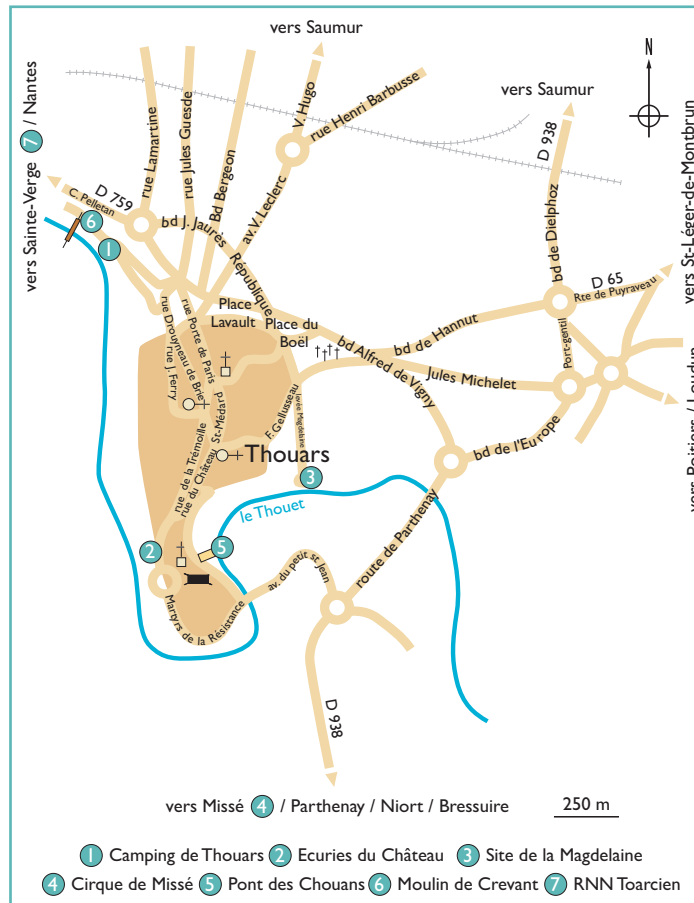 vers Saumur
N
V. Hugo
rue Henri Barbusse
vers Saumur
rue Lamartine
rue Jules Guesde
Bd Bergeon
D 938
vers Sainte-Verge 7 / Nantes
D 759
C. Pelletan
6
1
bd J. Jaurès
av. V. Leclerc
République
bd de Dielphoz
vers St-Léger-de-Montbrun
D 65
Rte de Puyraveau
Place
Lavault
Place du
Boël
rue Drouyneau de Brie
rue Porte de Paris
rue J. Ferry
bd Alfred de Vigny
bd de Hannut
Port-gentil
Jules Michelet
vers Poitiers / Loudun
St-Médard
F. Gellusseau
levée Magdelaine
Thouars
3
bd de l'Europe
rue de la Trémoille
rue du Château
le Thouet
2
5
av. du petit st Jean
route de Parthenay
Martyrs de la Résistance
D 938
vers Missé 4 / Parthenay / Niort / Bressuire
250 m
1 Camping de Thouars 2 Ecuries du Château 3 Site de la Magdelaine
4 Cirque de Missé 5 Pont des Chouans 6 Moulin de Crevant 7 RNN Toarcien